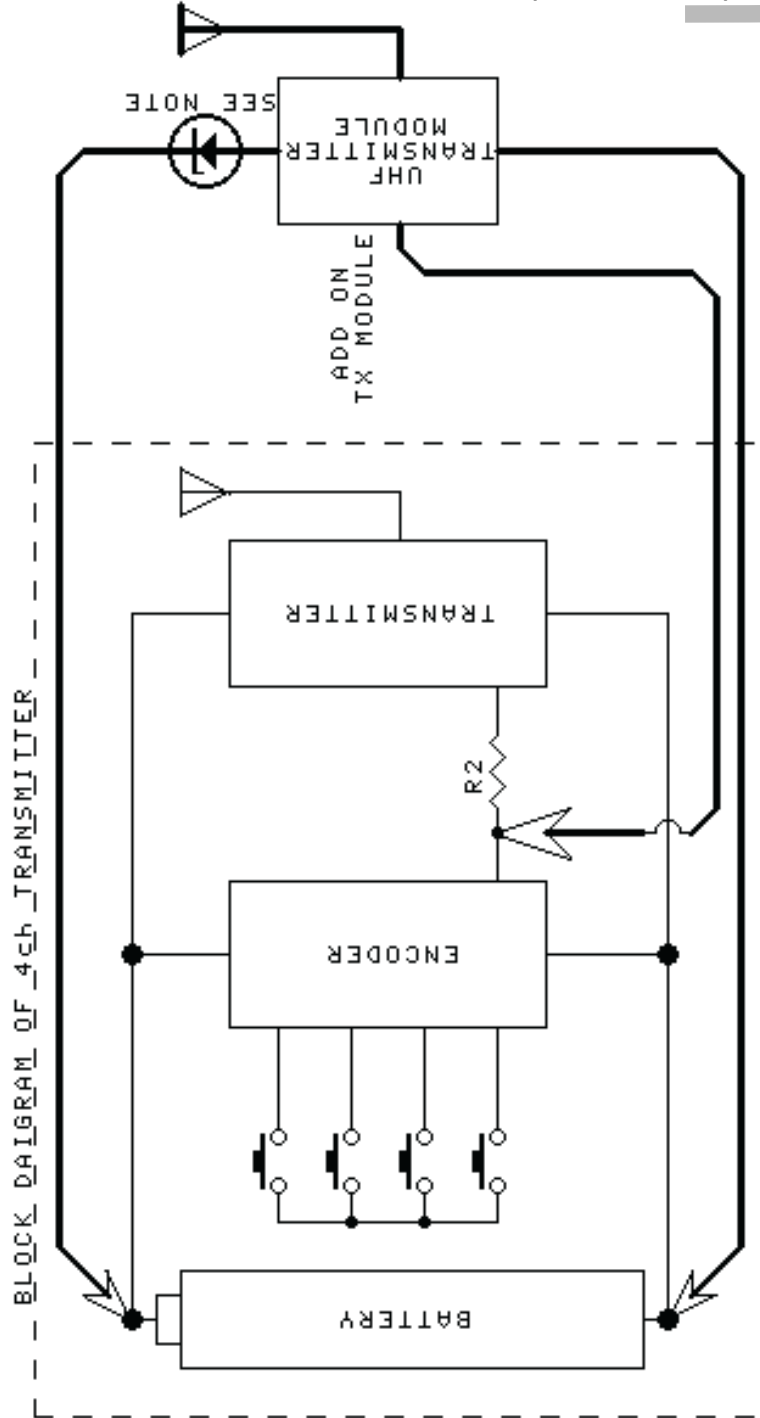 SEE NOTE
UHF
TRANSMITTER
MODULE
ADD ON
TX MODULE
BLOCK DAIGRAM OF 4ch TRANSMITTER
TRANSMITTER
R2
ENCODER
BATTERY